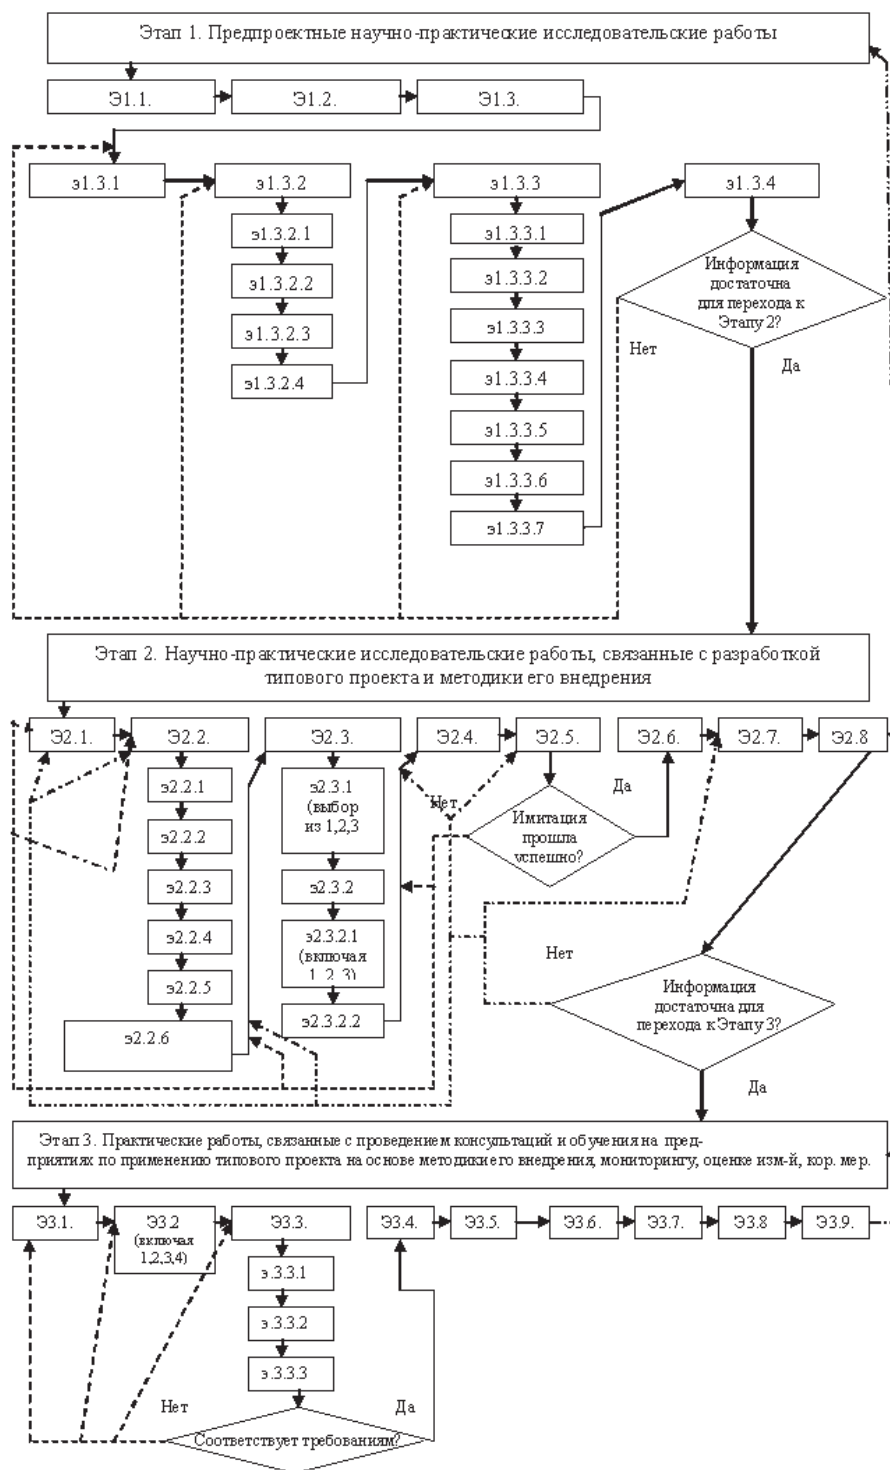 Этап 1. Предпроектные научно-практические исследовательские работы
Э1.1.
Э1.2.
Э1.3.
э1.3.1
э1.3.2
э1.3.3
э1.3.4
э1.3.2.1
э1.3.2.2
э1.3.2.3
э1.3.2.4
э1.3.3.1
э1.3.3.2
э1.3.3.3
э1.3.3.4
э1.3.3.5
э1.3.3.6
э1.3.3.7
Информация
достаточна
для перехода к
Этапу 2?
Нет
Да
Этап 2. Научно-практические исследовательские работы, связанные с разработкой
типового проекта и методики его внедрения
Э2.1.
Э2.2.
Э2.3.
Э2.4.
Э2.5.
Э2.6.
Э2.7.
Э2.8
э2.2.1
э2.2.2
э2.2.3
э2.2.4
э2.2.5
э2.2.6
э2.3.1
(выбор
из 1,2,3
э2.3.2
э2.3.2.1
(включая
1, 2, 3)
э2.3.2.2
Нет
Да
Имитация
прошла
успешно?
Нет
Информация
достаточна для
перехода к Этапу 3?
Да
Этап 3. Практические работы, связанные с проведением консультаций и обучения на пред-
приятиях по применению типового проекта на основе методики его внедрения, мониторингу, оценке изм-й, кор. мер.
Э3.1.
Э3.2
(включая
1,2,3,4)
Э3.3.
Э3.4.
Э3.5.
Э3.6.
Э3.7.
Э3.8
Э3.9.
э.3.3.1
э.3.3.2
э.3.3.3
Нет
Да
Соответствует требованиям?